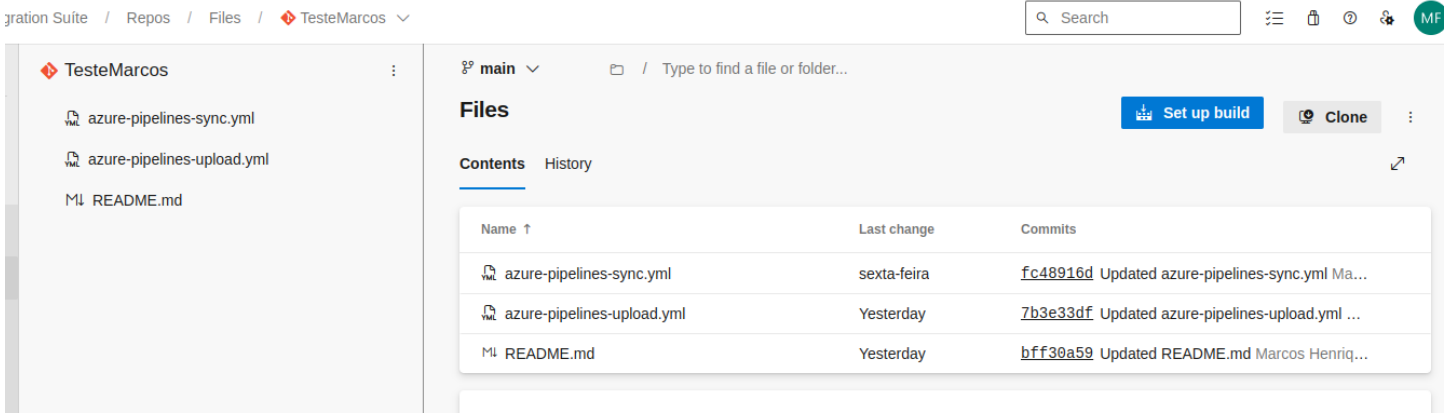 gration Suíte / Repos / Files / TesteMarcos
Search
MF
TesteMarcos
azure-pipelines-sync.yml
azure-pipelines-upload.yml
README.md
main / Type to find a file or folder...
Files
Set up build
Clone
Contents History
Name ↑ Last change Commits
YML azure-pipelines-sync.yml sexta-feira fc48916d Updated azure-pipelines-sync.yml Ma...
YML azure-pipelines-upload.yml Yesterday 7b3e33df Updated azure-pipelines-upload.yml ...
M↓ README.md Yesterday bff30a59 Updated README.md Marcos Henriq...